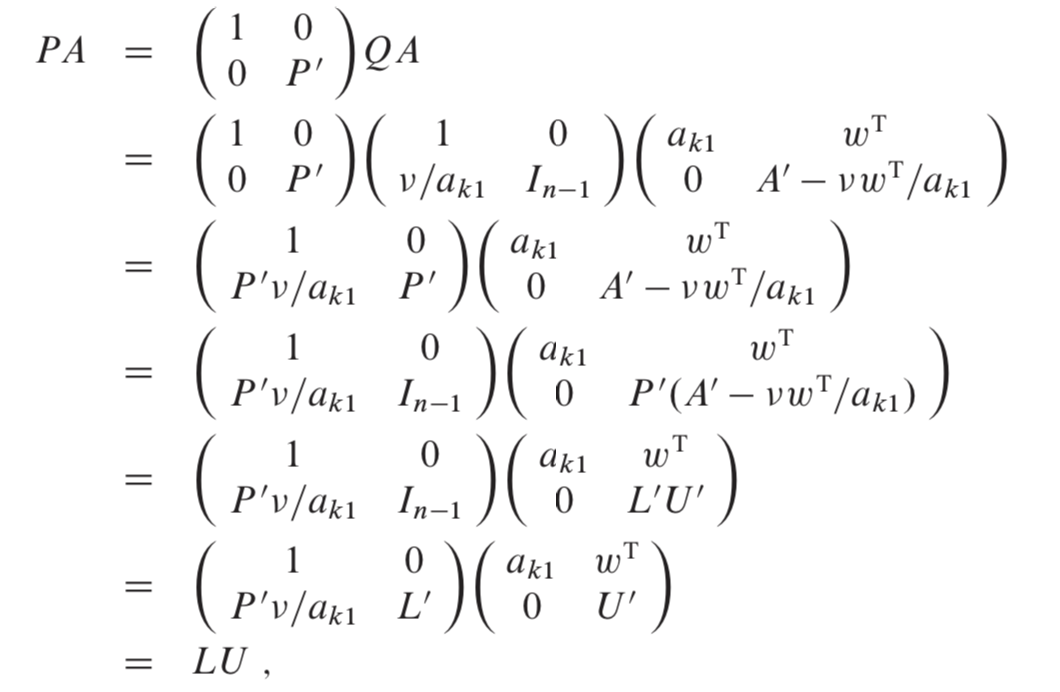 PA = ( 1 0 ; 0 P′ ) QA
= ( 1 0 ; 0 P′ ) ( 1 0 ; ν/a_{k1} I_{n−1} ) ( a_{k1} w^T ; 0 A′ − νw^T/a_{k1} )
= ( 1 0 ; P′ν/a_{k1} P′ ) ( a_{k1} w^T ; 0 A′ − νw^T/a_{k1} )
= ( 1 0 ; P′ν/a_{k1} I_{n−1} ) ( a_{k1} w^T ; 0 P′(A′ − νw^T/a_{k1}) )
= ( 1 0 ; P′ν/a_{k1} I_{n−1} ) ( a_{k1} w^T ; 0 L′U′ )
= ( 1 0 ; P′ν/a_{k1} L′ ) ( a_{k1} w^T ; 0 U′ )
= LU ,